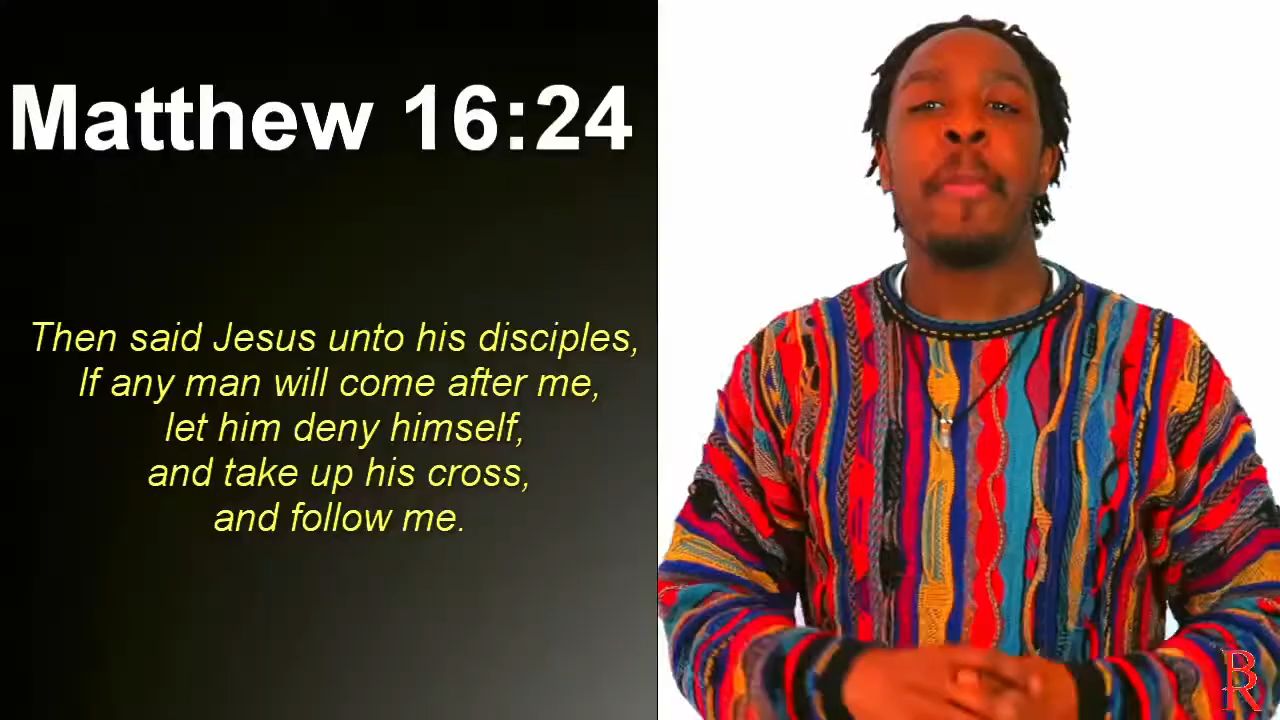 Matthew 16:24
Then said Jesus unto his disciples,
If any man will come after me,
let him deny himself,
and take up his cross,
and follow me.
BR